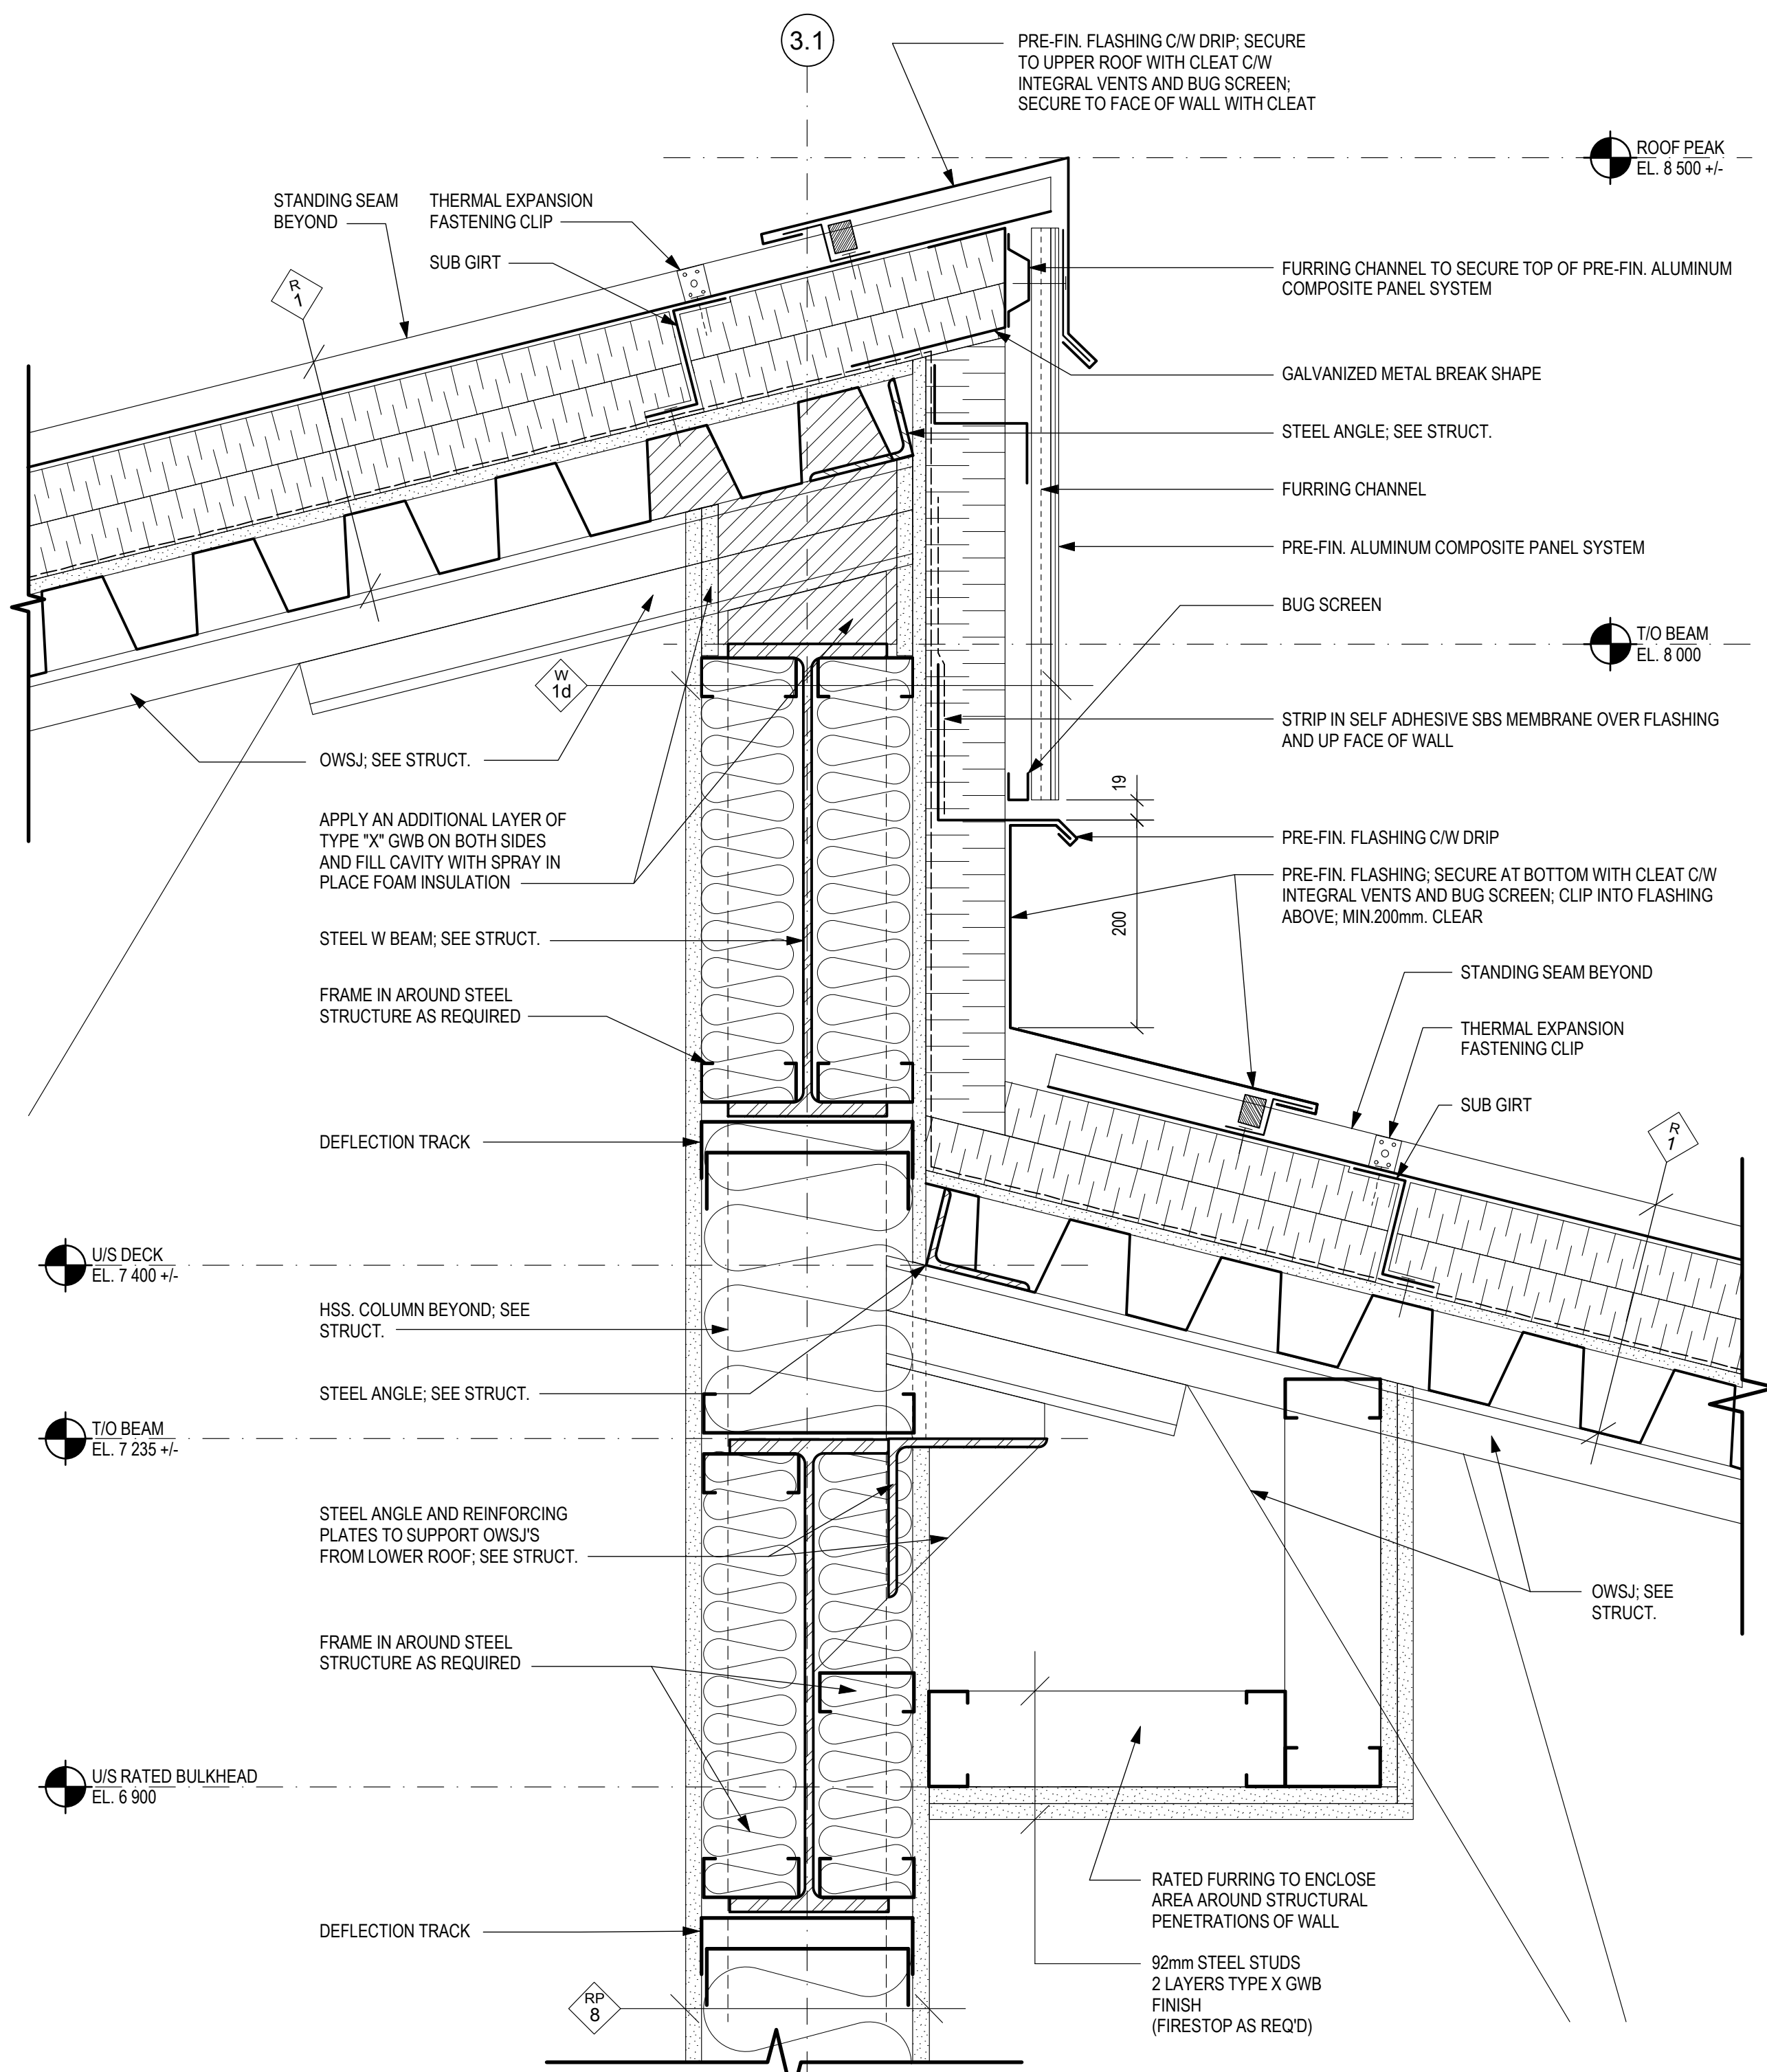 3.1
PRE-FIN. FLASHING C/W DRIP; SECURE
TO UPPER ROOF WITH CLEAT C/W
INTEGRAL VENTS AND BUG SCREEN;
SECURE TO FACE OF WALL WITH CLEAT
ROOF PEAK
EL. 8 500 +/-
STANDING SEAM
BEYOND
THERMAL EXPANSION
FASTENING CLIP
SUB GIRT
R
1
FURRING CHANNEL TO SECURE TOP OF PRE-FIN. ALUMINUM
COMPOSITE PANEL SYSTEM
GALVANIZED METAL BREAK SHAPE
STEEL ANGLE; SEE STRUCT.
FURRING CHANNEL
PRE-FIN. ALUMINUM COMPOSITE PANEL SYSTEM
BUG SCREEN
T/O BEAM
EL. 8 000
W
1d
STRIP IN SELF ADHESIVE SBS MEMBRANE OVER FLASHING
AND UP FACE OF WALL
OWSJ; SEE STRUCT.
19
APPLY AN ADDITIONAL LAYER OF
TYPE "X" GWB ON BOTH SIDES
AND FILL CAVITY WITH SPRAY IN
PLACE FOAM INSULATION
PRE-FIN. FLASHING C/W DRIP
PRE-FIN. FLASHING; SECURE AT BOTTOM WITH CLEAT C/W
INTEGRAL VENTS AND BUG SCREEN; CLIP INTO FLASHING
ABOVE; MIN.200mm. CLEAR
200
STEEL W BEAM; SEE STRUCT.
STANDING SEAM BEYOND
FRAME IN AROUND STEEL
STRUCTURE AS REQUIRED
THERMAL EXPANSION
FASTENING CLIP
SUB GIRT
R
1
DEFLECTION TRACK
U/S DECK
EL. 7 400 +/-
HSS. COLUMN BEYOND; SEE
STRUCT.
STEEL ANGLE; SEE STRUCT.
T/O BEAM
EL. 7 235 +/-
STEEL ANGLE AND REINFORCING
PLATES TO SUPPORT OWSJ'S
FROM LOWER ROOF; SEE STRUCT.
OWSJ; SEE
STRUCT.
FRAME IN AROUND STEEL
STRUCTURE AS REQUIRED
U/S RATED BULKHEAD
EL. 6 900
RATED FURRING TO ENCLOSE
AREA AROUND STRUCTURAL
PENETRATIONS OF WALL
DEFLECTION TRACK
92mm STEEL STUDS
2 LAYERS TYPE X GWB
FINISH
(FIRESTOP AS REQ'D)
RP
8